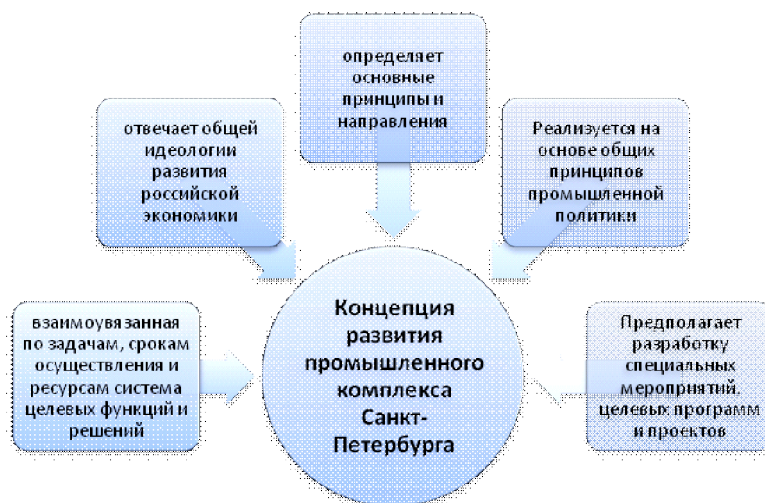 определяет
основные
принципы и
направления
отвечает общей
идеологии
развития
российской
экономики
Реализуется на
основе общих
принципов
промышленной
политики
взаимоувязанная
по задачам, срокам
осуществления и
ресурсам система
целевых функций и
решений
Концепция
развития
промышленного
комплекса
Санкт-
Петербурга
Предполагает
разработку
специальных
мероприятий,
целевых программ
и проектов